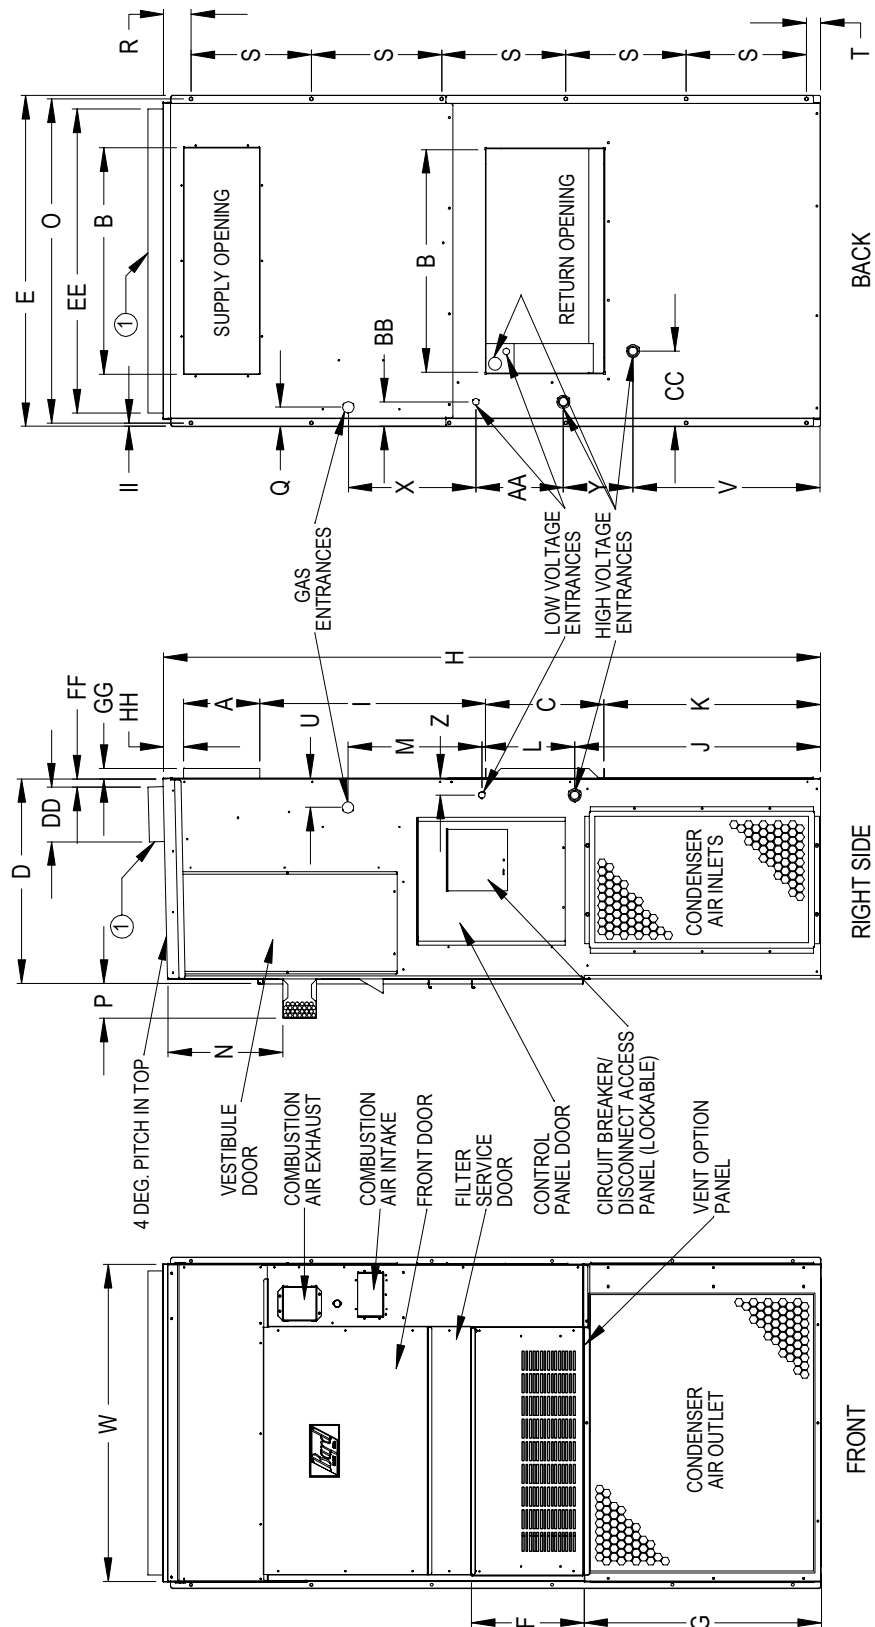 W
F
G
4 DEG. PITCH IN TOP
VESTIBULE
DOOR
COMBUSTION
AIR EXHAUST
COMBUSTION
AIR INTAKE
FRONT DOOR
FILTER
SERVICE
DOOR
CONTROL
PANEL DOOR
CIRCUIT BREAKER/
DISCONNECT ACCESS
PANEL (LOCKABLE)
VENT OPTION
PANEL
Bard
CONDENSER
AIR OUTLET
FRONT
D
P
N
1
DD
HH
GG
FF
A
I
U
M
Z
C
L
H
K
J
CONDENSER
AIR INLETS
RIGHT SIDE
GAS
ENTRANCES
LOW VOLTAGE
ENTRANCES
HIGH VOLTAGE
ENTRANCES
E
O
EE
B
1
II
Q
BB
X
AA
Y
V
CC
B
SUPPLY OPENING
RETURN OPENING
R
S
S
S
S
S
T
BACK